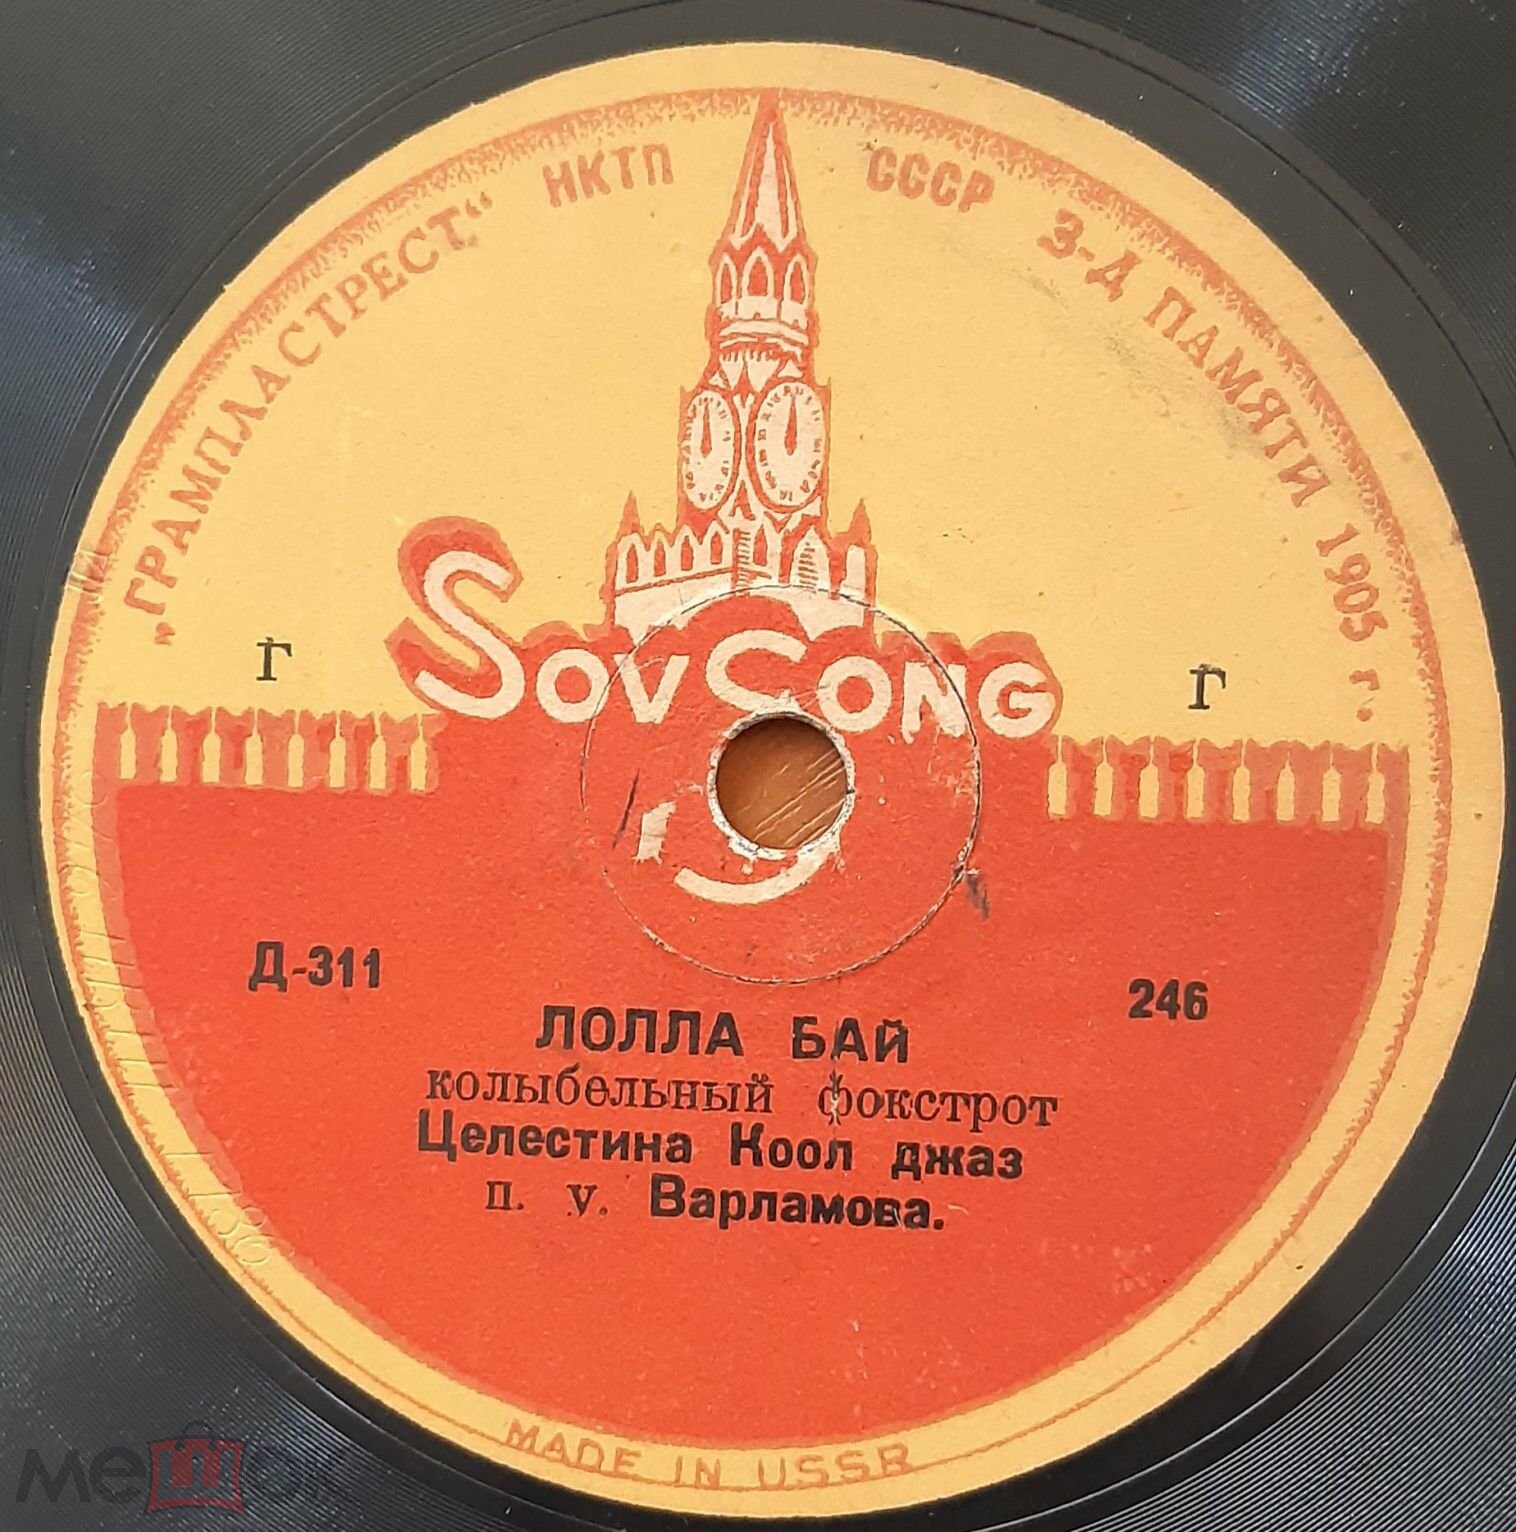 „ГРАМПЛАСТРЕСТ“ НКТП СССР З-Д ПАМЯТИ 1905 г.
SovSong
Г Г
Д-311 246
ЛОЛЛА БАЙ
колыбельный фокстрот
Целестина Коол джаз
п. у. Варламова.
MADE IN USSR
мешок